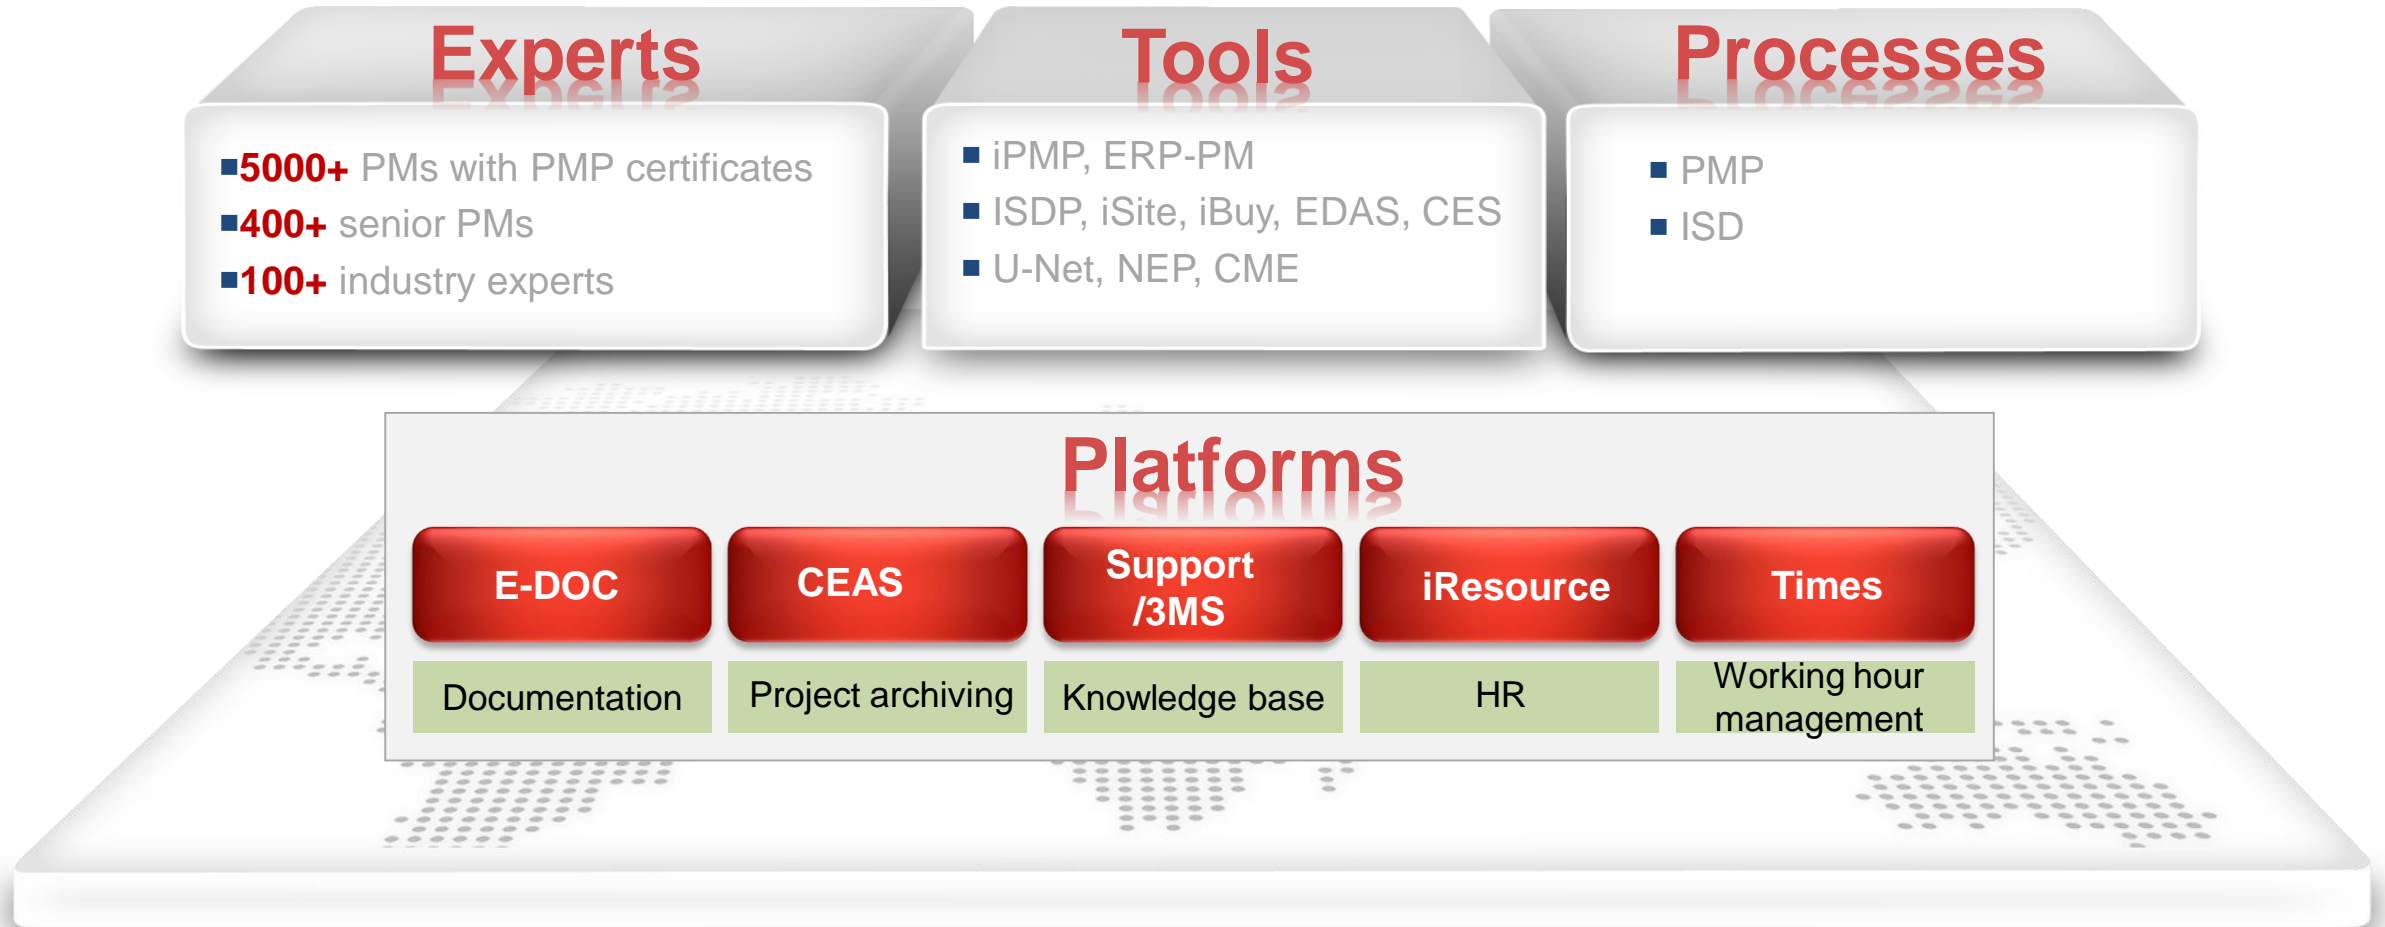 Experts
5000+ PMs with PMP certificates
400+ senior PMs
100+ industry experts
Tools
iPMP, ERP-PM
ISDP, iSite, iBuy, EDAS, CES
U-Net, NEP, CME
Processes
PMP
ISD
Platforms
E-DOC
CEAS
Support
/3MS
iResource
Times
Documentation
Project archiving
Knowledge base
HR
Working hour
management